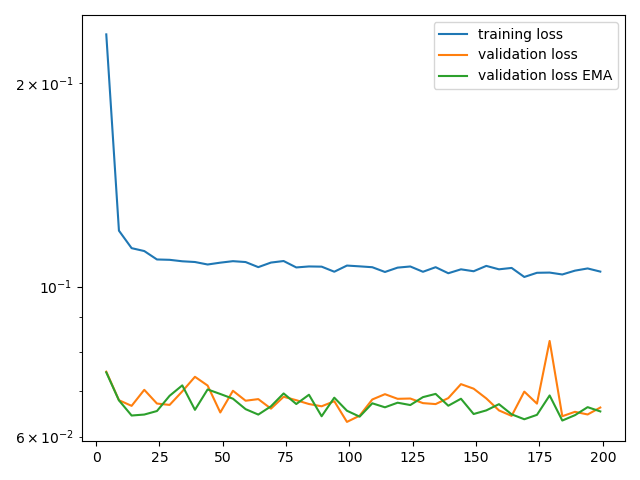 training loss
validation loss
validation loss EMA
2 × 10⁻¹
10⁻¹
6 × 10⁻²
0 25 50 75 100 125 150 175 200